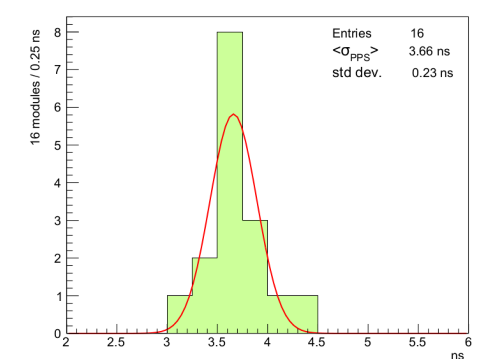 Entries 16
<σPPS> 3.66 ns
std dev. 0.23 ns
16 modules / 0.25 ns
8
7
6
5
4
3
2
1
0
2 2.5 3 3.5 4 4.5 5 5.5 6
ns